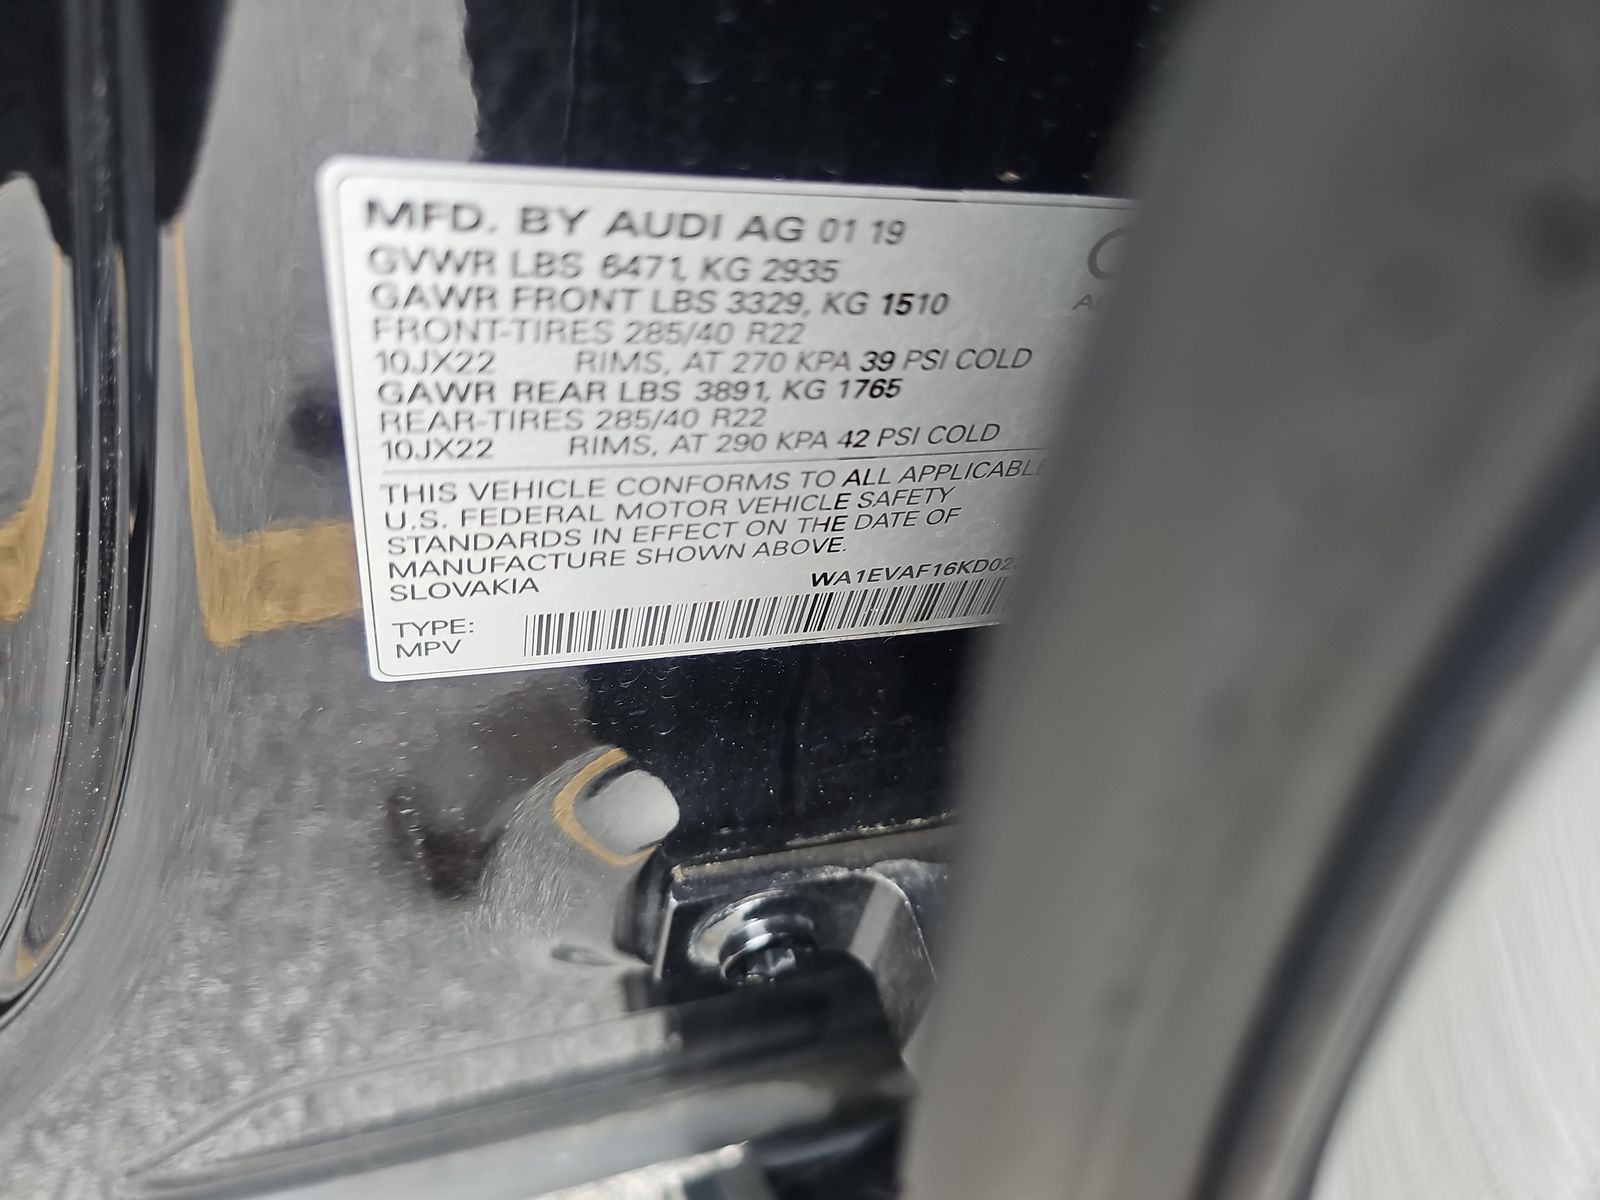 MFD. BY AUDI AG 01 19
GVWR LBS 6471, KG 2935
GAWR FRONT LBS 3329, KG 1510
FRONT-TIRES 285/40 R22
10JX22 RIMS, AT 270 KPA 39 PSI COLD
GAWR REAR LBS 3891, KG 1765
REAR-TIRES 285/40 R22
10JX22 RIMS, AT 290 KPA 42 PSI COLD
THIS VEHICLE CONFORMS TO ALL APPLICABLE
U.S. FEDERAL MOTOR VEHICLE SAFETY
STANDARDS IN EFFECT ON THE DATE OF
MANUFACTURE SHOWN ABOVE.
SLOVAKIA
WA1EVAF16KD02
TYPE:
MPV